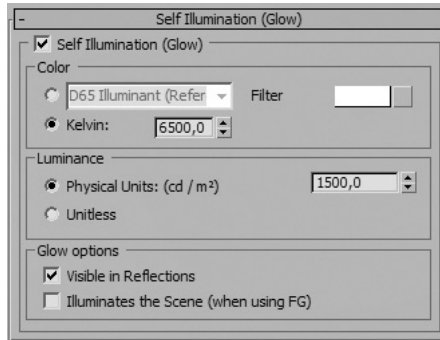 - Self Illumination (Glow)
Self Illumination (Glow)
Color
D65 Illuminant (Refer Filter
Kelvin: 6500,0
Luminance
Physical Units: (cd / m²) 1500,0
Unitless
Glow options
Visible in Reflections
Illuminates the Scene (when using FG)